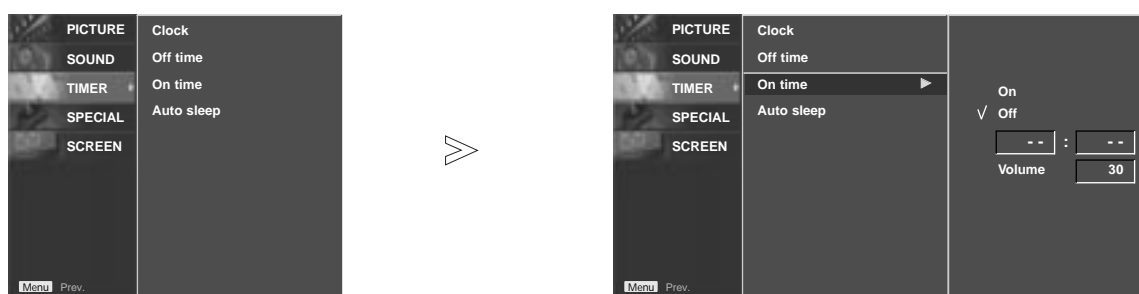 PICTURE
SOUND
TIMER
SPECIAL
SCREEN
Clock
Off time
On time
Auto sleep
Menu Prev.
PICTURE
SOUND
TIMER
SPECIAL
SCREEN
Clock
Off time
On time ▶
Auto sleep
On
√ Off
- - : - -
Volume 30
Menu Prev.